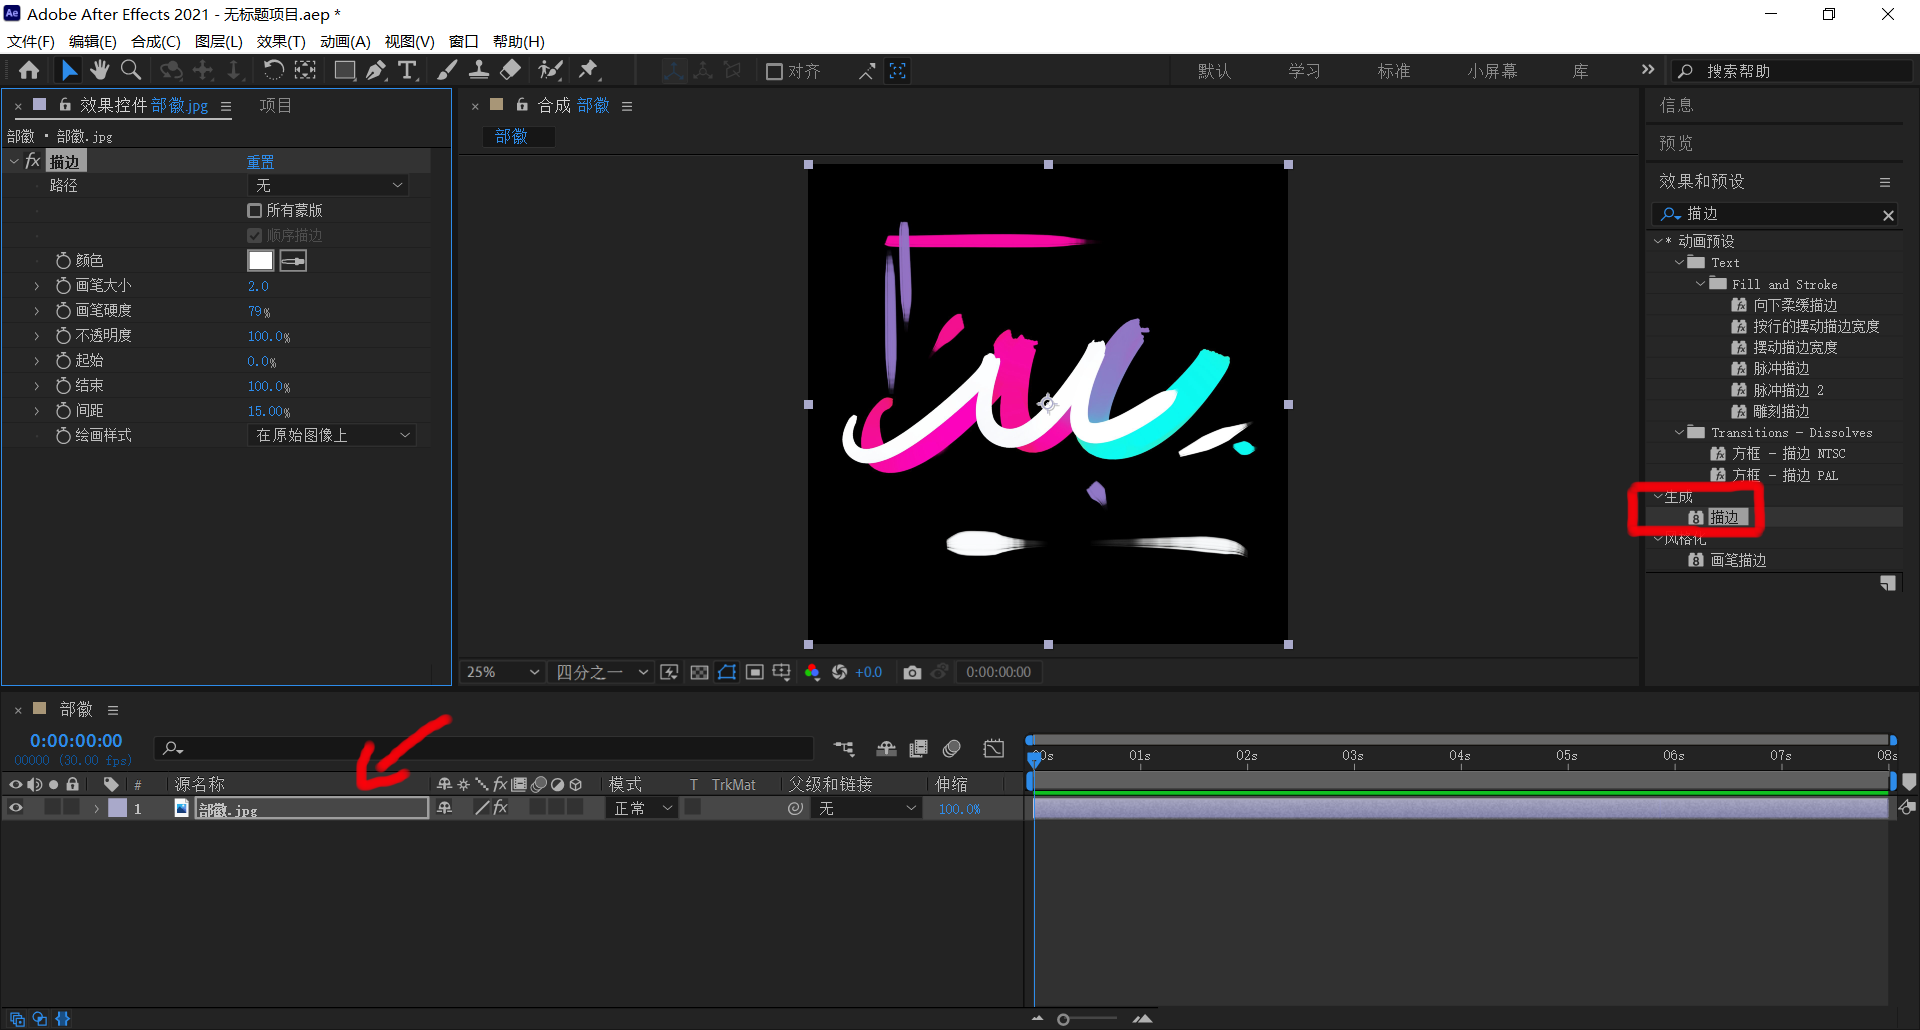 Ae Adobe After Effects 2021 - 无标题项目.aep *
文件(F) 编辑(E) 合成(C) 图层(L) 效果(T) 动画(A) 视图(V) 窗口 帮助(H)
对齐 默认 学习 标准 小屏幕 库 搜索帮助
效果控件 部徽.jpg 项目
部徽 · 部徽.jpg
fx 描边 重置
路径 无
所有蒙版
顺序描边
颜色
画笔大小 2.0
画笔硬度 79%
不透明度 100.0%
起始 0.0%
结束 100.0%
间距 15.00%
绘画样式 在原始图像上
合成 部徽
部徽
25% 四分之一 +0.0 0:00:00:00
信息
预览
效果和预设
描边
* 动画预设
Text
Fill and Stroke
向下柔缓描边
按行的摆动描边宽度
摆动描边宽度
脉冲描边
脉冲描边 2
雕刻描边
Transitions - Dissolves
方框 - 描边 NTSC
方框 - 描边 PAL
生成
描边
风格化
画笔描边
部徽
0:00:00:00
00000 (30.00 fps)
# 源名称 fx 模式 T TrkMat 父级和链接 伸缩
1 部徽.jpg fx 正常 无 100.0%
00s 01s 02s 03s 04s 05s 06s 07s 08s